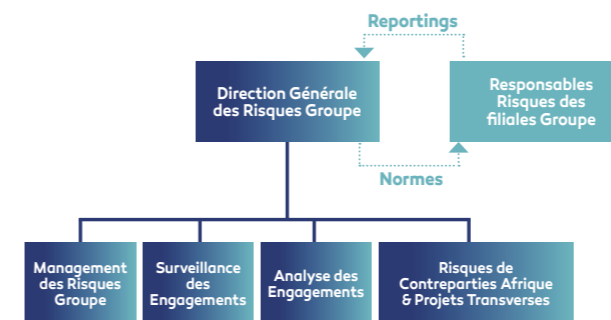 Reportings
Direction Générale
des Risques Groupe
Responsables
Risques des
filiales Groupe
Normes
Management
des Risques
Groupe
Surveillance
des
Engagements
Analyse des
Engagements
Risques de
Contreparties Afrique
& Projets Transverses